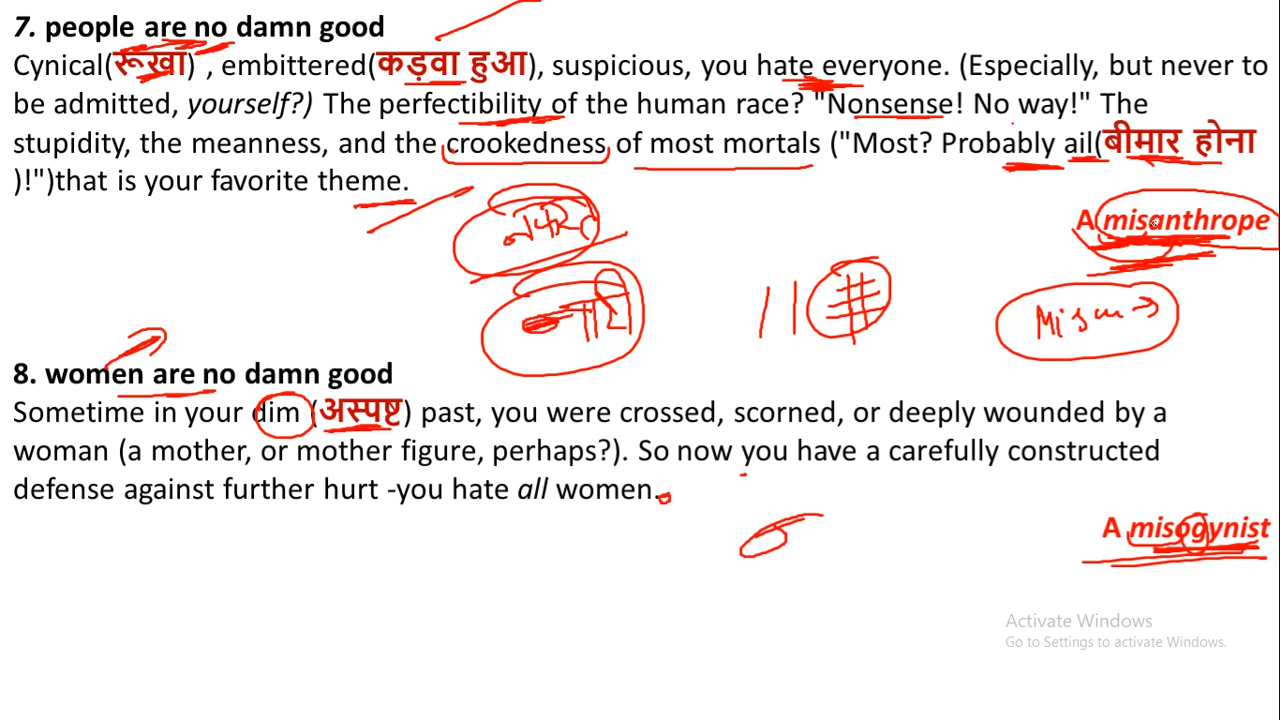 7. people are no damn good
Cynical(रूखा) , embittered(कड़वा हुआ), suspicious, you hate everyone. (Especially, but never to
be admitted, yourself?) The perfectibility of the human race? "Nonsense! No way!" The
stupidity, the meanness, and the crookedness of most mortals ("Most? Probably ail(बीमार होना
)!")that is your favorite theme.
A misanthrope
8. women are no damn good
Sometime in your dim (अस्पष्ट) past, you were crossed, scorned, or deeply wounded by a
woman (a mother, or mother figure, perhaps?). So now you have a carefully constructed
defense against further hurt -you hate all women.
A misogynist
Activate Windows
Go to Settings to activate Windows.